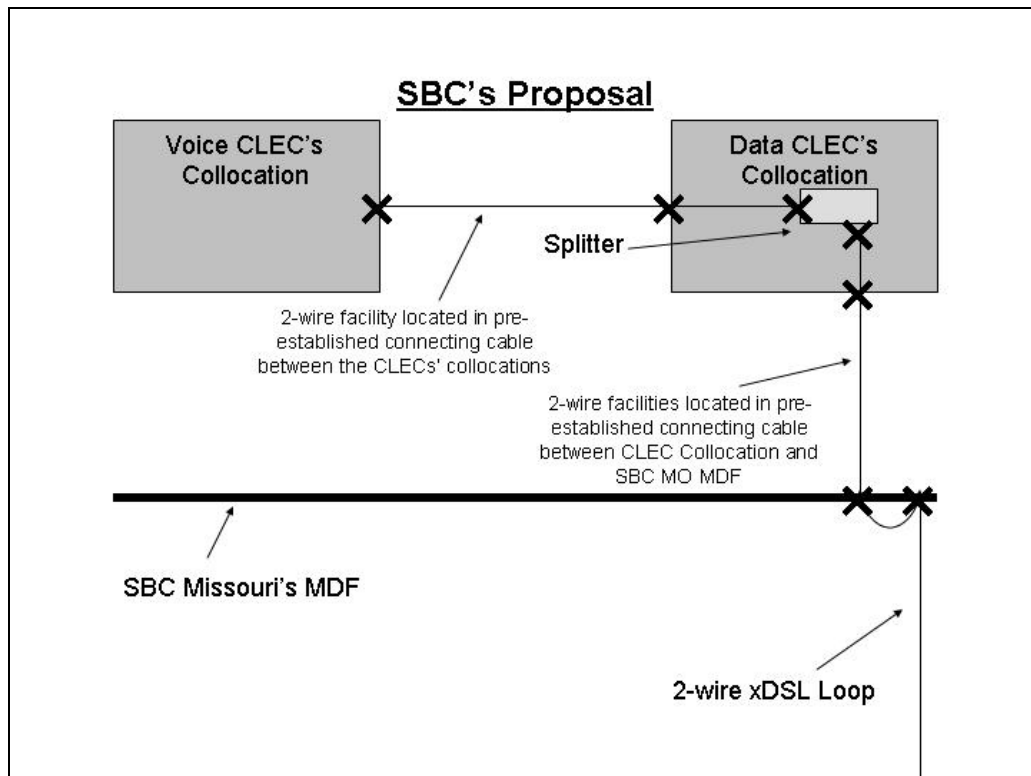 SBC's Proposal
Voice CLEC's
Collocation
Data CLEC's
Collocation
Splitter
2-wire facility located in pre-
established connecting cable
between the CLECs' collocations
2-wire facilities located in pre-
established connecting cable
between CLEC Collocation and
SBC MO MDF
SBC Missouri's MDF
2-wire xDSL Loop